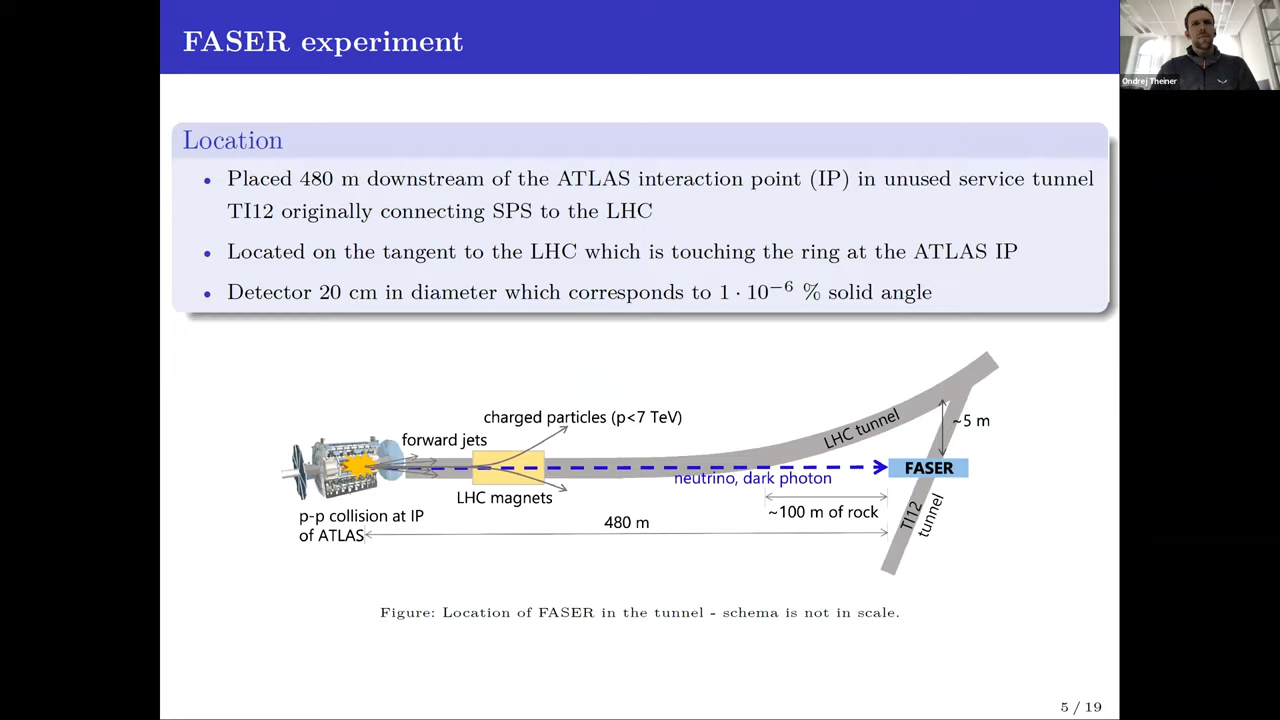 FASER experiment
Ondrej Theiner
Location
• Placed 480 m downstream of the ATLAS interaction point (IP) in unused service tunnel
TI12 originally connecting SPS to the LHC
• Located on the tangent to the LHC which is touching the ring at the ATLAS IP
• Detector 20 cm in diameter which corresponds to 1 · 10⁻⁶ % solid angle
charged particles (p<7 TeV)
forward jets
LHC tunnel
~5 m
FASER
neutrino, dark photon
LHC magnets
~100 m of rock
TI12
tunnel
p-p collision at IP
of ATLAS
480 m
Figure: Location of FASER in the tunnel - schema is not in scale.
5 / 19